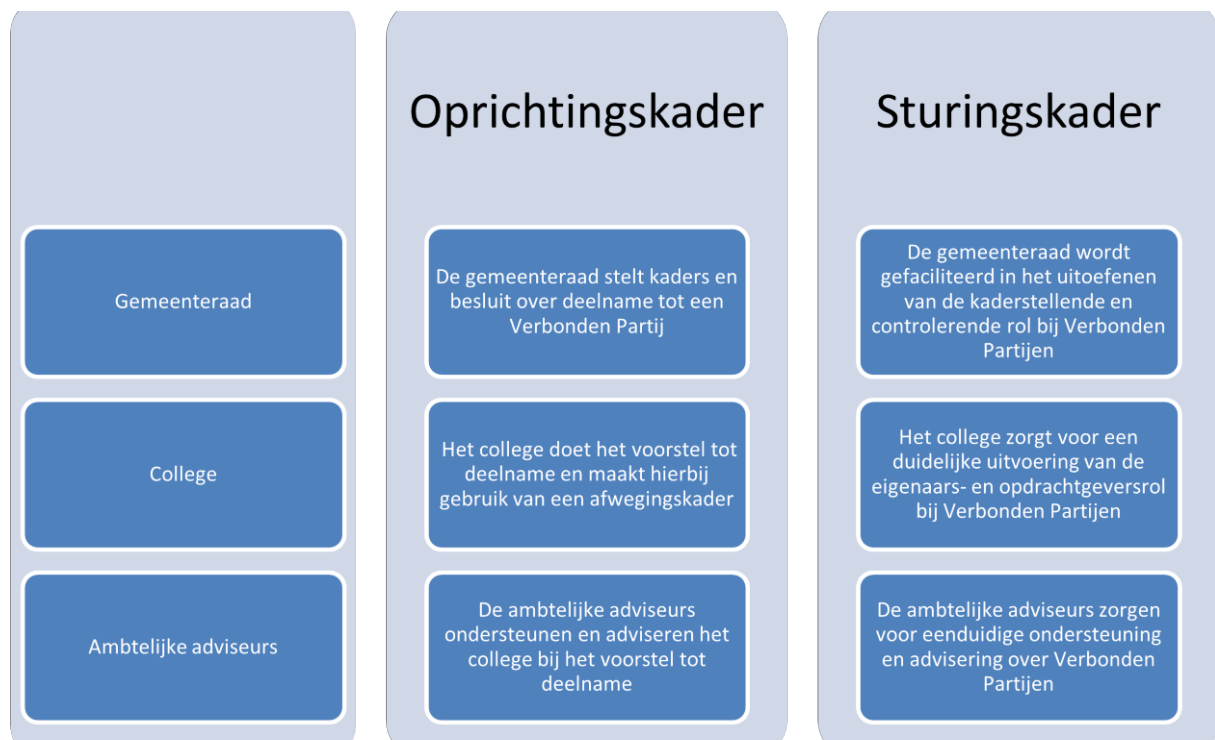 Oprichtingskader
Sturingskader
Gemeenteraad
De gemeenteraad stelt kaders en
besluit over deelname tot een
Verbonden Partij
De gemeenteraad wordt
gefaciliteerd in het uitoefenen
van de kaderstellende en
controlerende rol bij Verbonden
Partijen
College
Het college doet het voorstel tot
deelname en maakt hierbij
gebruik van een afwegingskader
Het college zorgt voor een
duidelijke uitvoering van de
eigenaars- en opdrachtgeversrol
bij Verbonden Partijen
Ambtelijke adviseurs
De ambtelijke adviseurs
ondersteunen en adviseren het
college bij het voorstel tot
deelname
De ambtelijke adviseurs zorgen
voor eenduidige ondersteuning
en advisering over Verbonden
Partijen